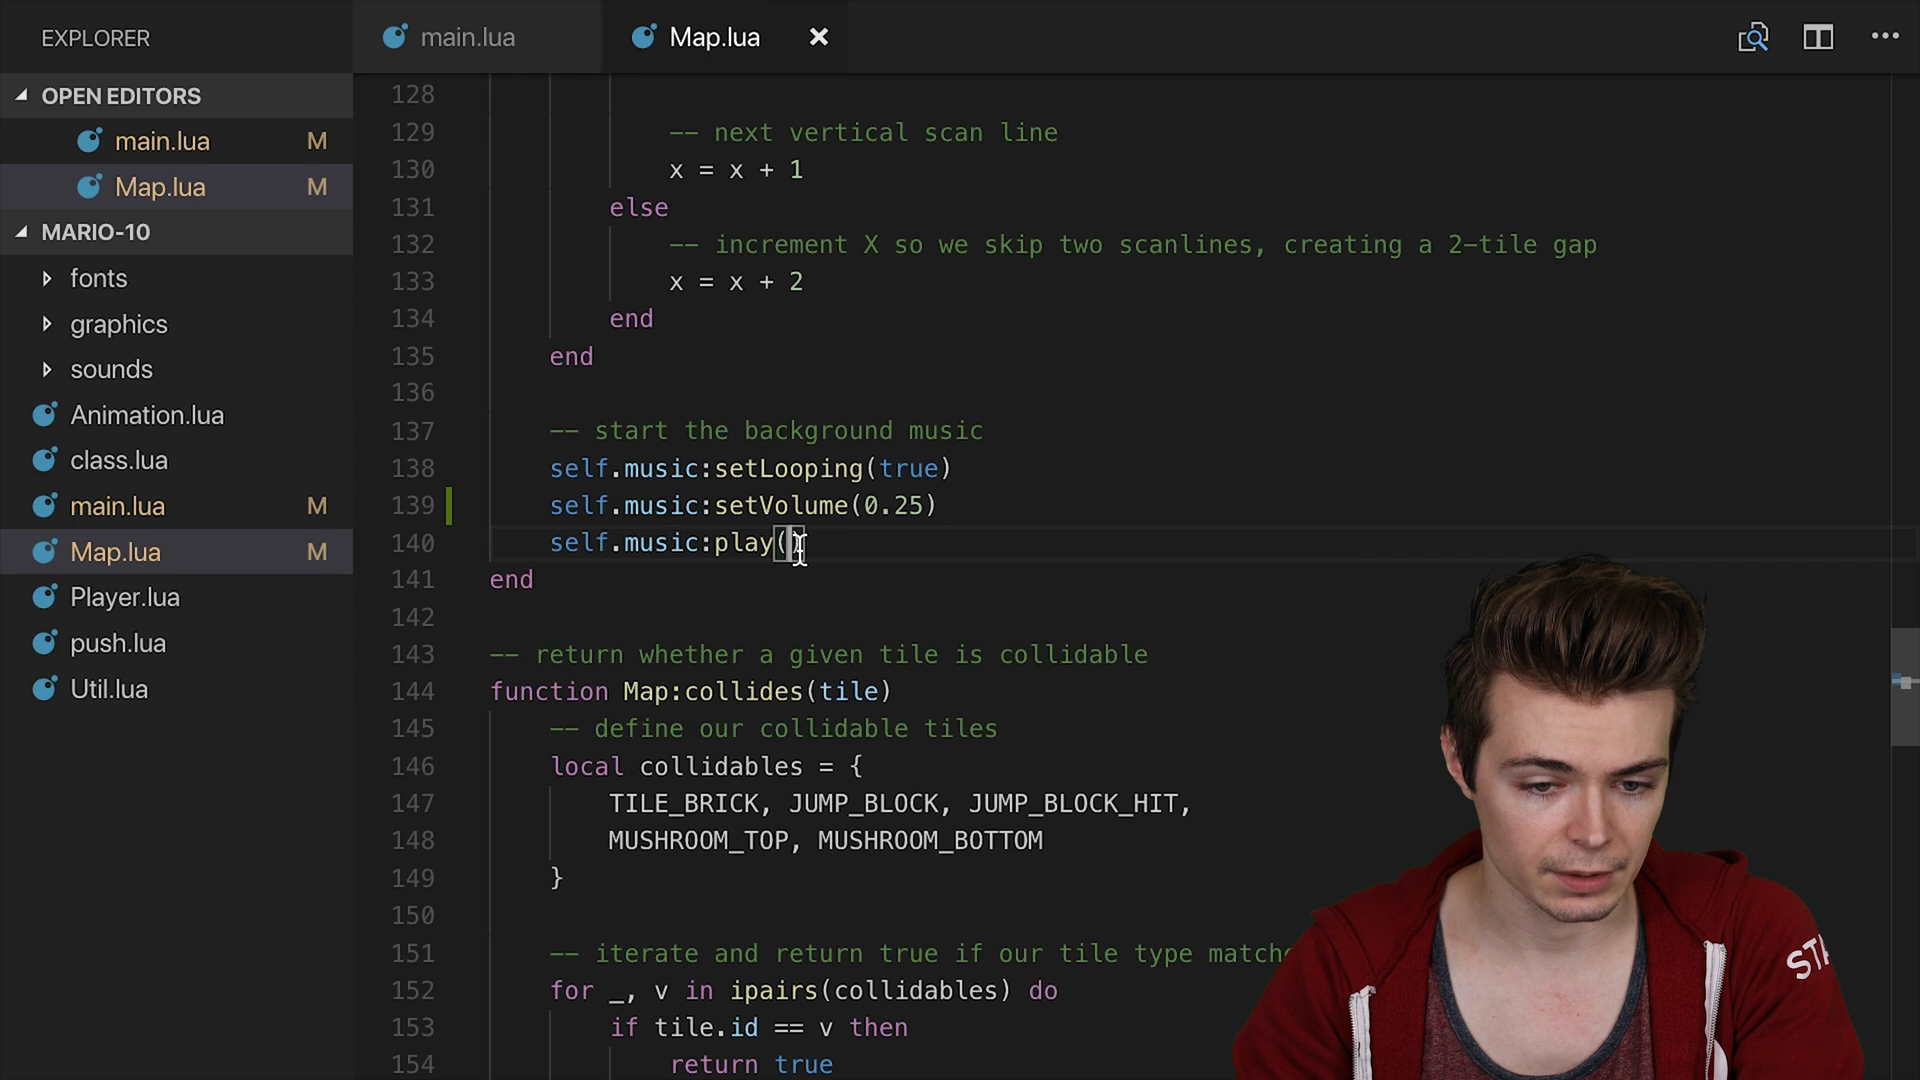 EXPLORER
main.lua
Map.lua
OPEN EDITORS
main.lua M
Map.lua M
MARIO-10
fonts
graphics
sounds
Animation.lua
class.lua
main.lua M
Map.lua M
Player.lua
push.lua
Util.lua
128
129 -- next vertical scan line
130 x = x + 1
131 else
132 -- increment X so we skip two scanlines, creating a 2-tile gap
133 x = x + 2
134 end
135 end
136
137 -- start the background music
138 self.music:setLooping(true)
139 self.music:setVolume(0.25)
140 self.music:play()
141 end
142
143 -- return whether a given tile is collidable
144 function Map:collides(tile)
145 -- define our collidable tiles
146 local collidables = {
147 TILE_BRICK, JUMP_BLOCK, JUMP_BLOCK_HIT,
148 MUSHROOM_TOP, MUSHROOM_BOTTOM
149 }
150
151 -- iterate and return true if our tile type matche
152 for _, v in ipairs(collidables) do
153 if tile.id == v then
154 return true